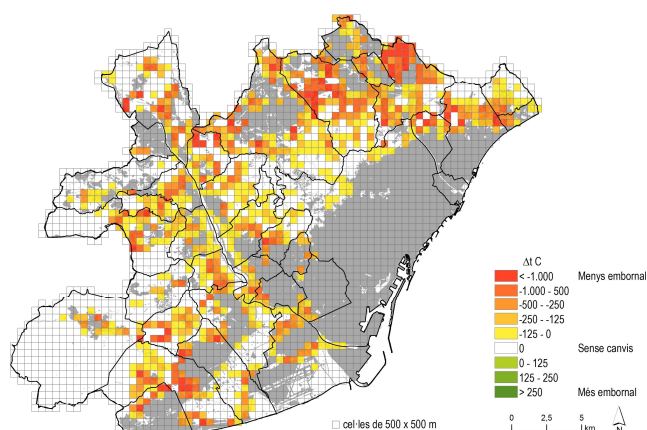 Δt C
< -1.000 Menys embornal
-1.000 - 500
-500 - -250
-250 - -125
-125 - 0
0 Sense canvis
0 - 125
125 - 250
> 250 Més embornal
cel·les de 500 x 500 m
0 2,5 5
km N